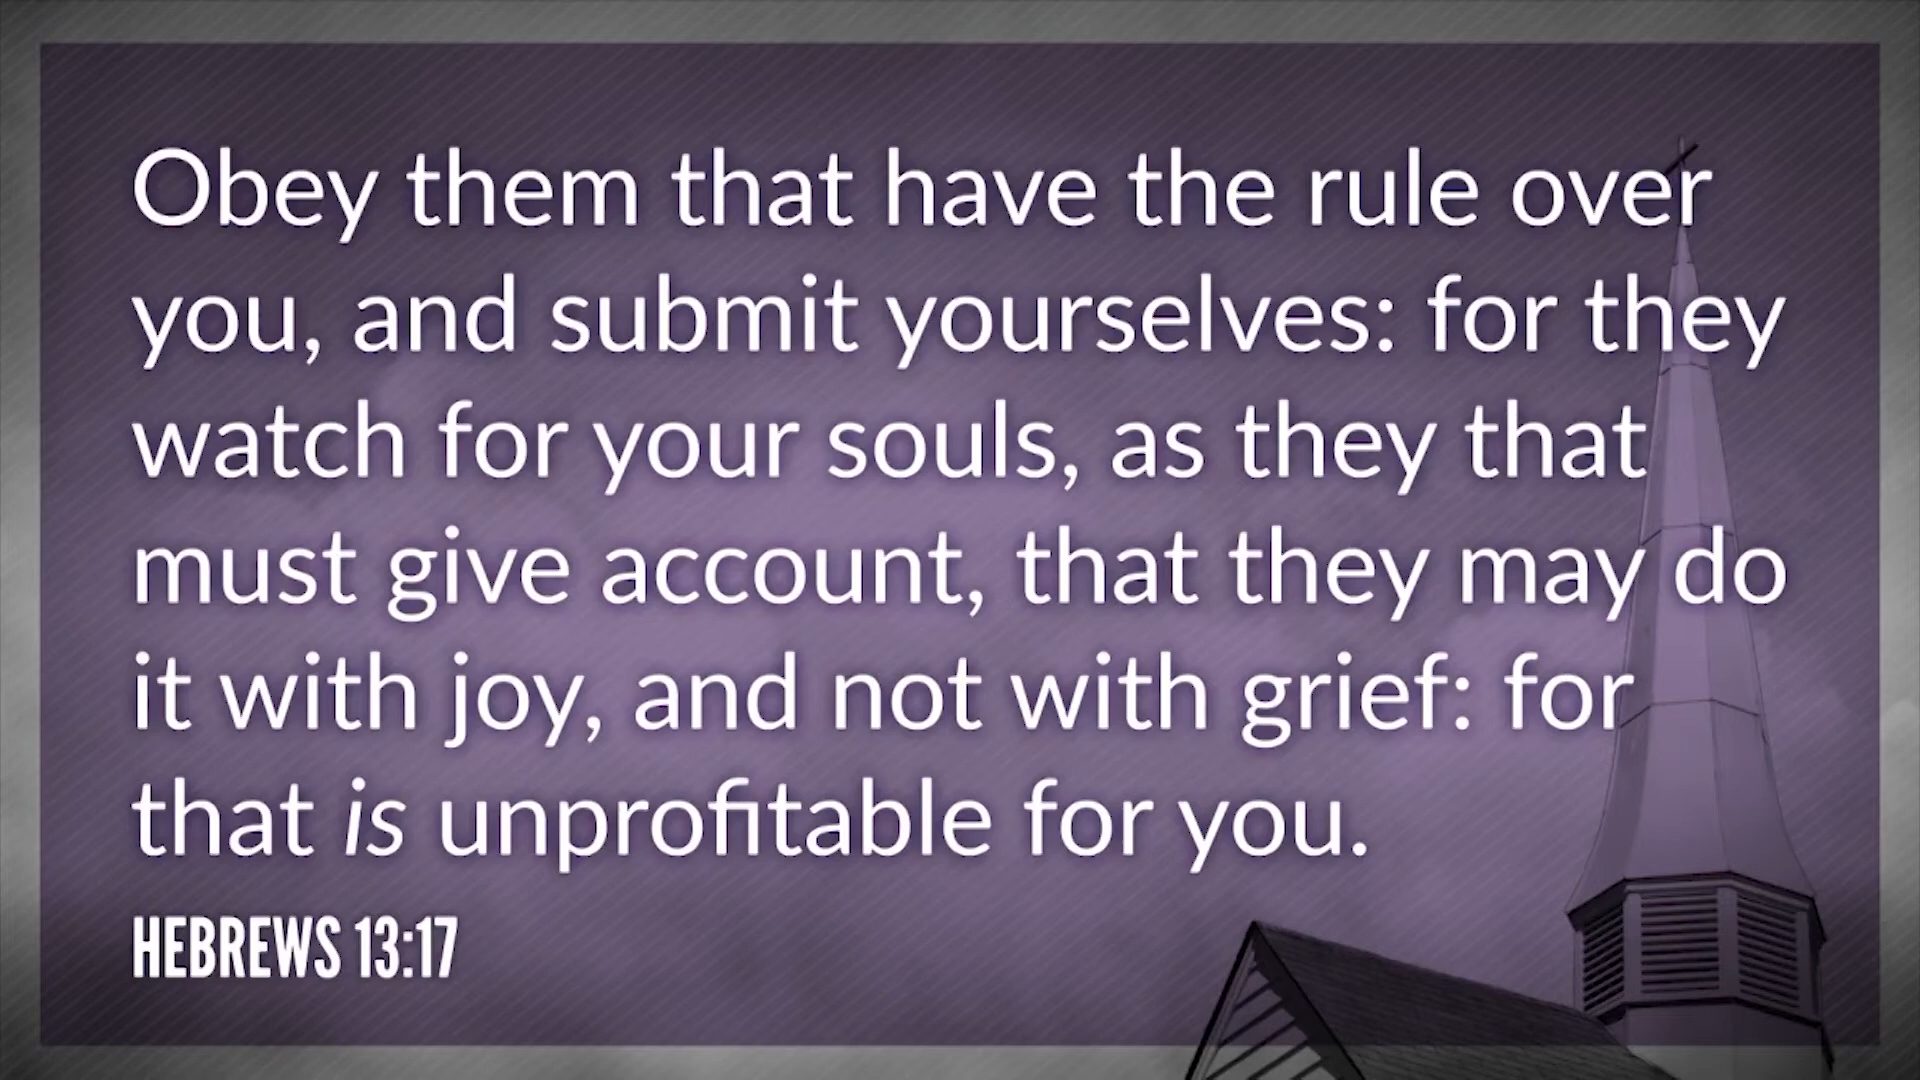 Obey them that have the rule over
you, and submit yourselves: for they
watch for your souls, as they that
must give account, that they may do
it with joy, and not with grief: for
that is unprofitable for you.
HEBREWS 13:17